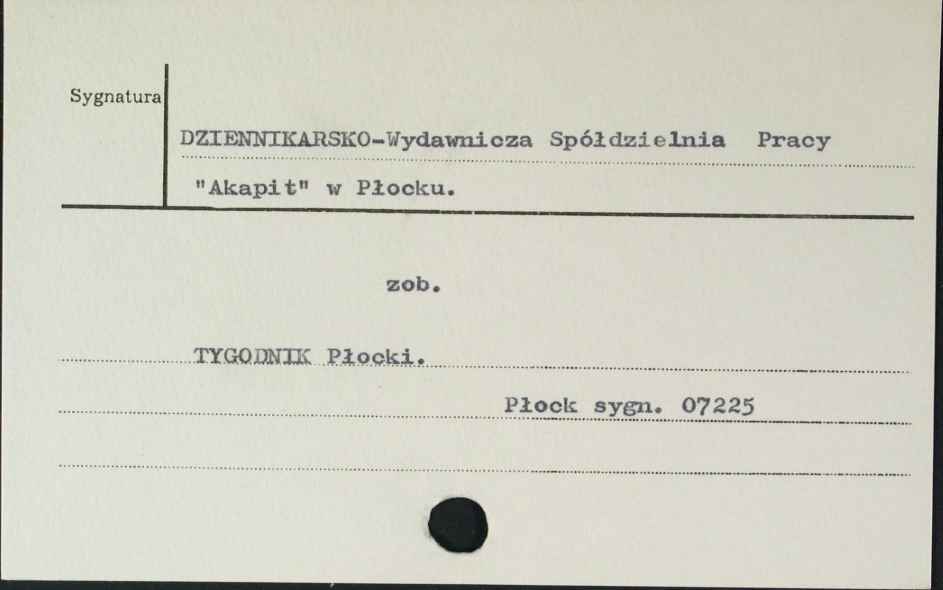 Sygnatura
DZIENNIKARSKO-Wydawnicza Spółdzielnia Pracy
"Akapit" w Płocku.
zob.
TYGODNIK Płocki.
Płock sygn. 07225